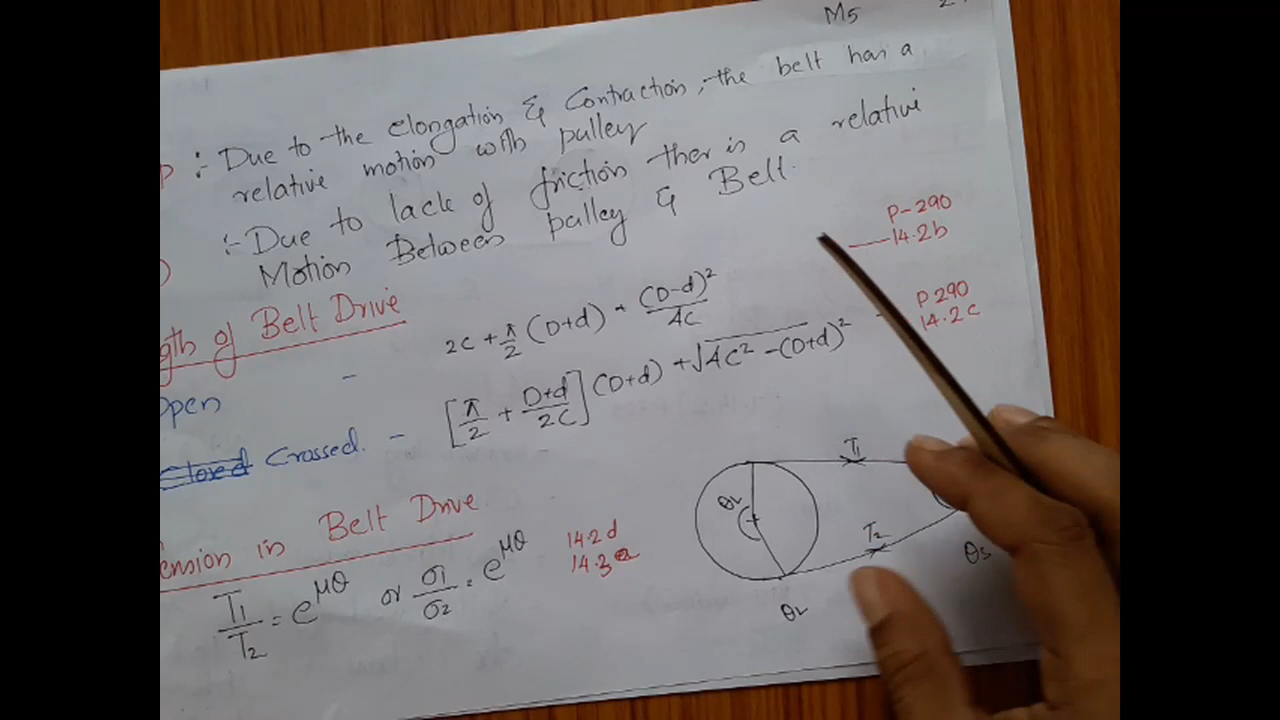 M5
:- Due to the elongation & Contraction, the belt has a
relative motion with pulley
:- Due to lack of friction ther is a relative
Motion Between pulley & Belt.
P-290
14.2b
gth of Belt Drive
Open - 2C + π/2 (D+d) + (D-d)²/4C
P 290
14.2c
Closed Crossed. - [π/2 + D+d/2C] (D+d) + √4C² - (D+d)²
ension in Belt Drive
14.2d
14.3e
T₁/T₂ = e^μθ or σ₁/σ₂ = e^μθ
T₁
θL
T₂
θs
θL